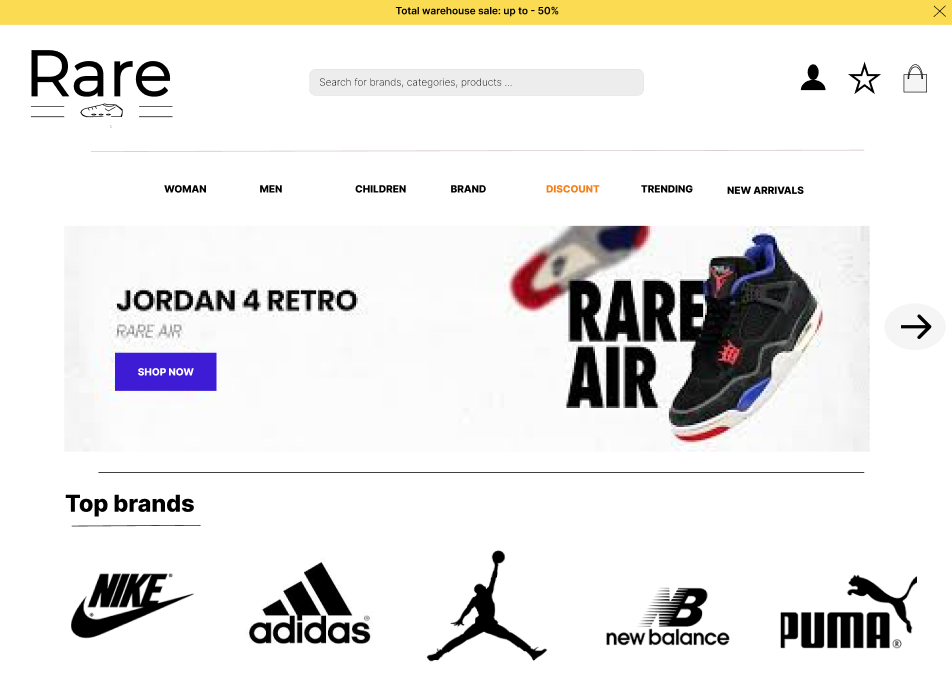 Total warehouse sale: up to - 50%
Rare
Search for brands, categories, products ...
WOMAN MEN CHILDREN BRAND DISCOUNT TRENDING NEW ARRIVALS
JORDAN 4 RETRO
RARE AIR
SHOP NOW
RARE
AIR
Top brands
NIKE
adidas
NB
new balance
PUMA